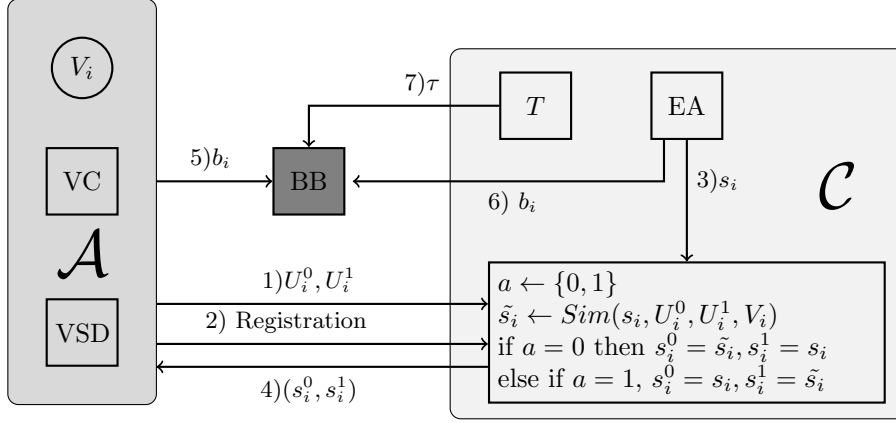 V_i
VC
𝒜
VSD
7)τ
T
EA
5)b_i
BB
6) b_i
3)s_i
𝒞
1)U_i^0, U_i^1
2) Registration
4)(s_i^0, s_i^1)
a ← {0, 1}
s̃_i ← Sim(s_i, U_i^0, U_i^1, V_i)
if a = 0 then s_i^0 = s̃_i, s_i^1 = s_i
else if a = 1, s_i^0 = s_i, s_i^1 = s̃_i